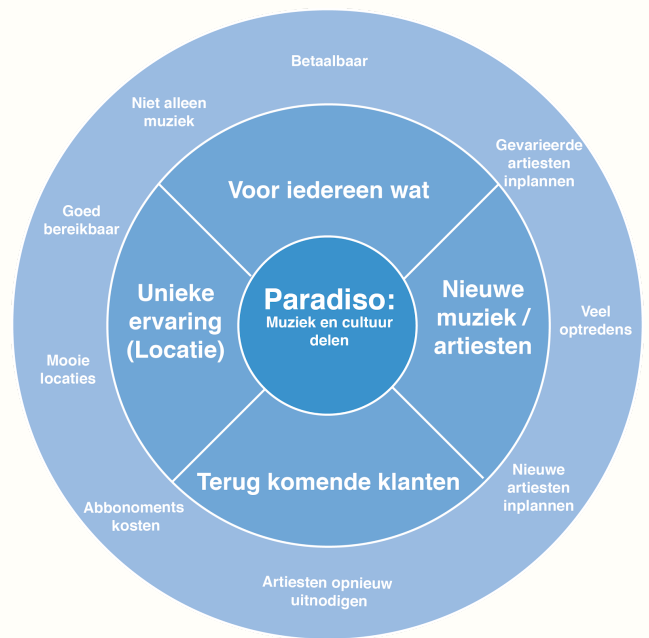 Betaalbaar
Niet alleen
muziek
Gevarieerde
artiesten
inplannen
Voor iedereen wat
Goed
bereikbaar
Unieke
ervaring
(Locatie)
Paradiso:
Muziek en cultuur
delen
Nieuwe
muziek /
artiesten
Veel
optredens
Mooie
locaties
Terug komende klanten
Nieuwe
artiesten
inplannen
Abbonoments
kosten
Artiesten opnieuw
uitnodigen